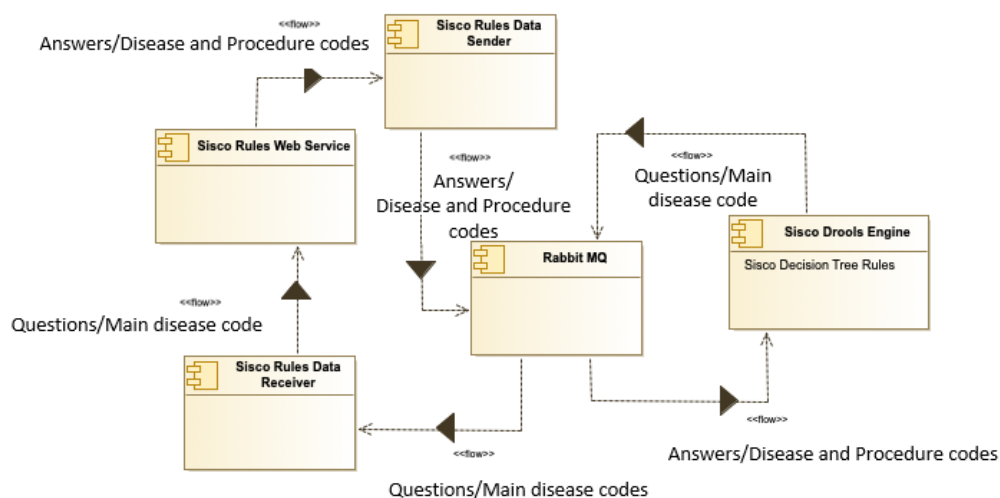 <<flow>>
Answers/Disease and Procedure codes
Sisco Rules Data
Sender
Sisco Rules Web Service
<<flow>>
Answers/
Disease and Procedure
codes
<<flow>>
Questions/Main
disease code
Sisco Drools Engine
Sisco Decision Tree Rules
Rabbit MQ
<<flow>>
Questions/Main disease code
Sisco Rules Data
Receiver
<<flow>>
Answers/Disease and Procedure codes
<<flow>>
Questions/Main disease codes